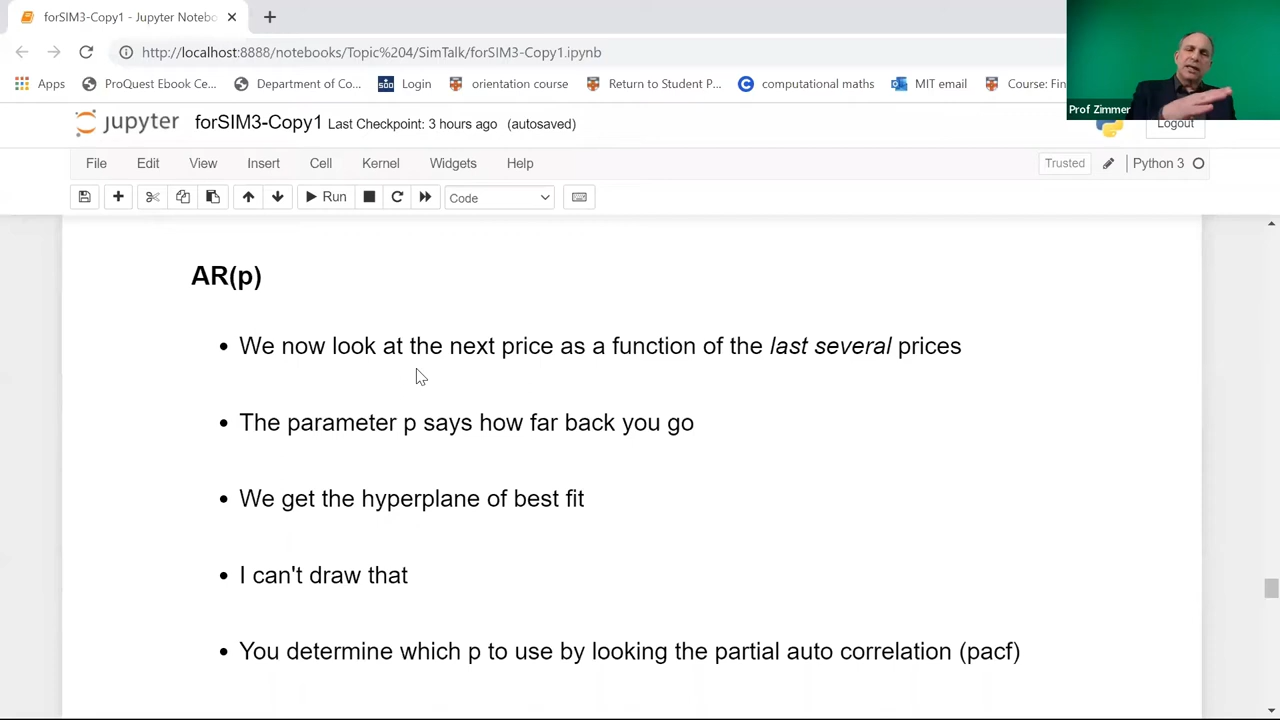 forSIM3-Copy1 - Jupyter Notebo
http://localhost:8888/notebooks/Topic%204/SimTalk/forSIM3-Copy1.ipynb
Apps ProQuest Ebook Ce... Department of Co... Login orientation course Return to Student P... computational maths MIT email Course: Fin
Prof Zimmer
jupyter forSIM3-Copy1 Last Checkpoint: 3 hours ago (autosaved) Logout
File Edit View Insert Cell Kernel Widgets Help Trusted Python 3
Run Code
AR(p)
• We now look at the next price as a function of the last several prices
• The parameter p says how far back you go
• We get the hyperplane of best fit
• I can't draw that
• You determine which p to use by looking the partial auto correlation (pacf)